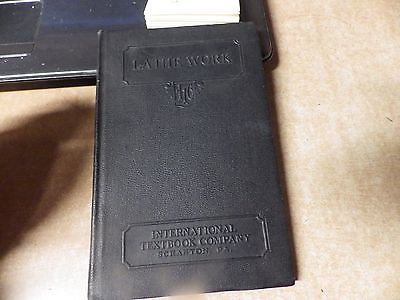 LATHE WORK
INTERNATIONAL
TEXTBOOK COMPANY
SCRANTON, PA.